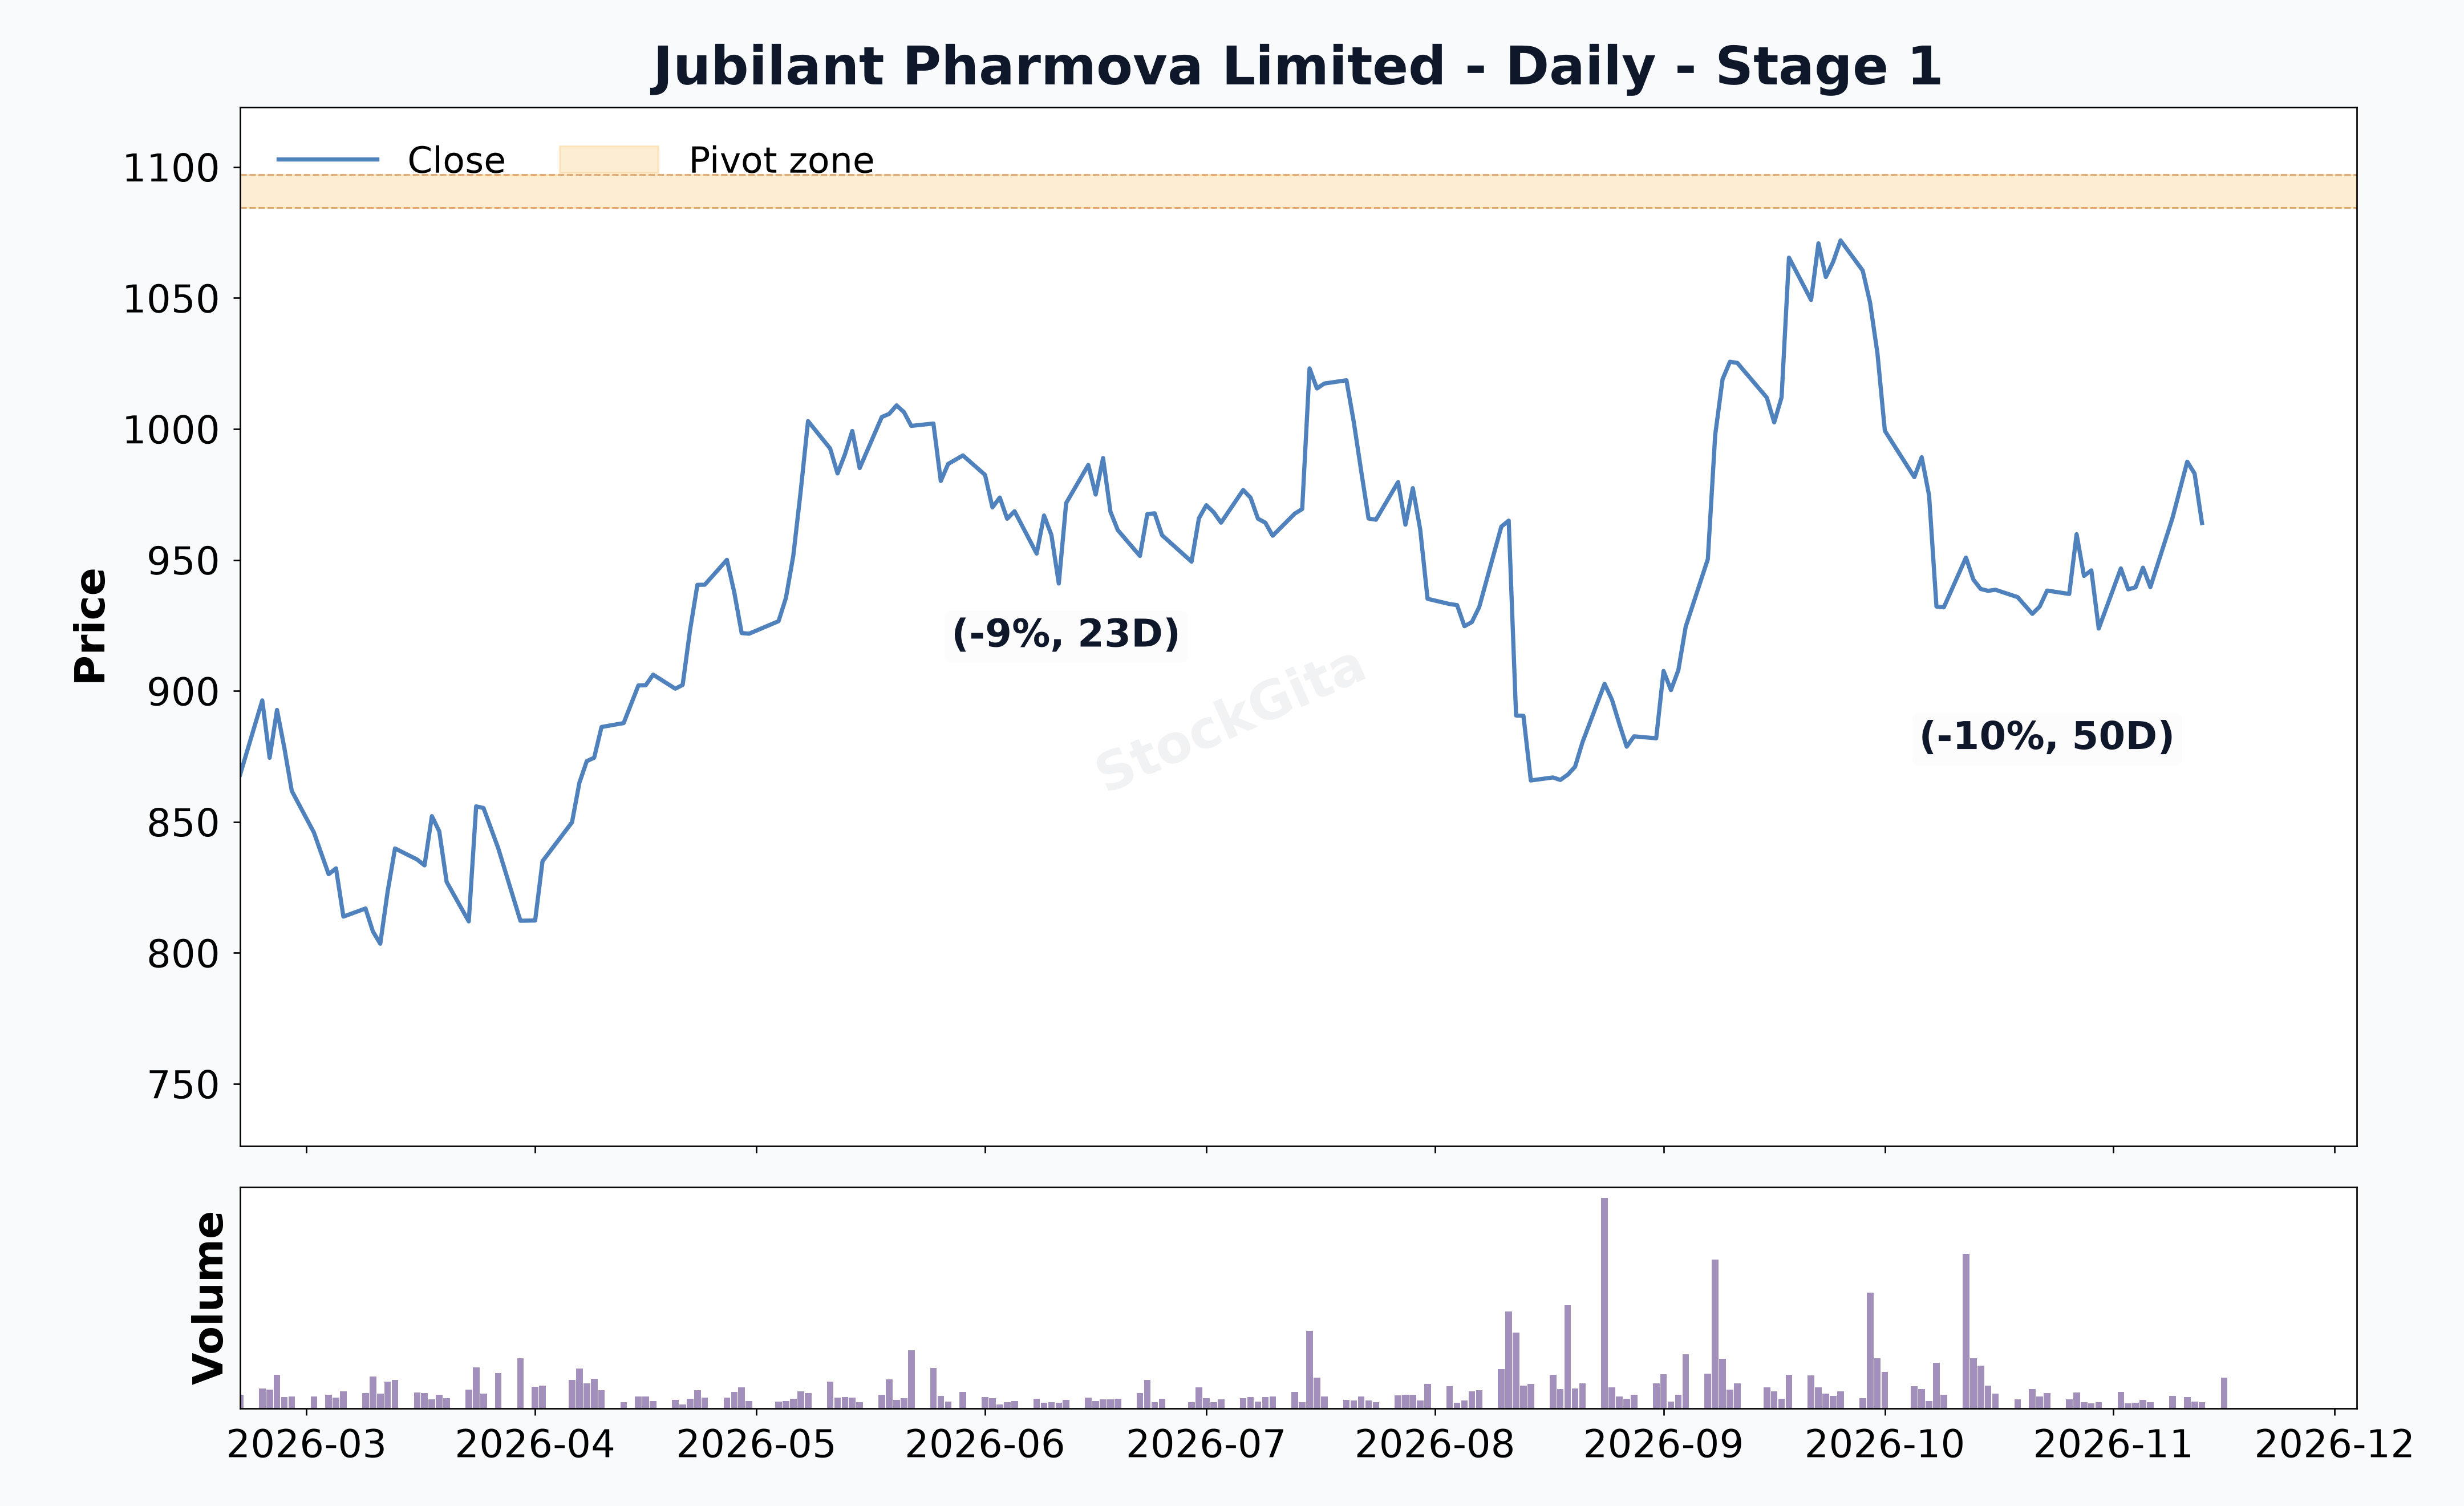 Jubilant Pharmova Limited - Daily - Stage 1
Close
Pivot zone
Price
1100
1050
1000
950
900
850
800
750
(-9%, 23D)
(-10%, 50D)
StockGita
Volume
2026-03
2026-04
2026-05
2026-06
2026-07
2026-08
2026-09
2026-10
2026-11
2026-12